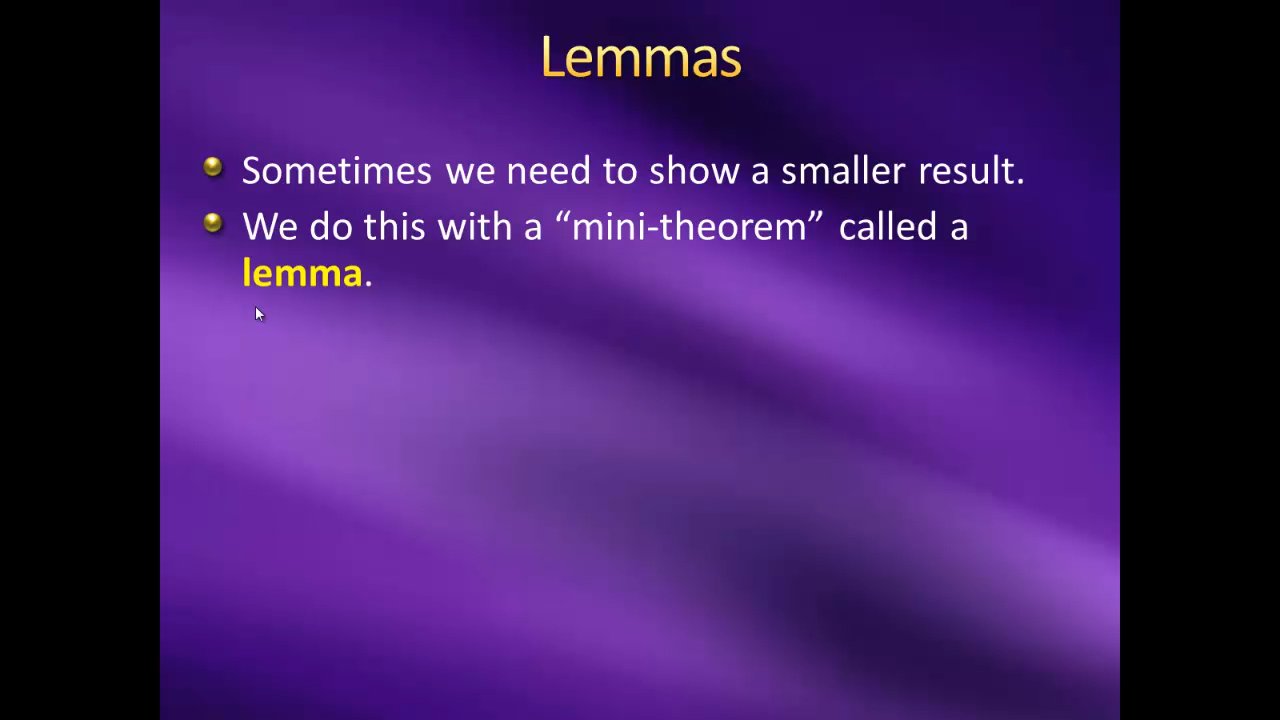 Lemmas
Sometimes we need to show a smaller result.
We do this with a “mini-theorem” called a
lemma.